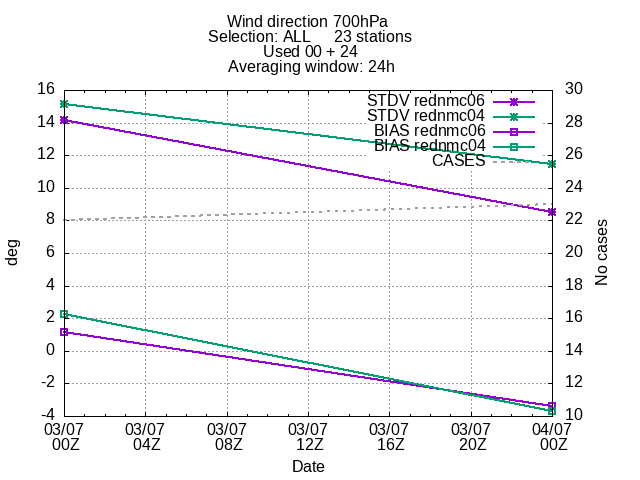 Wind direction 700hPa
Selection: ALL 23 stations
Used 00 + 24
Averaging window: 24h
16 30
STDV rednmc06
STDV rednmc04
14 28
BIAS rednmc06
BIAS rednmc04
12 26
CASES
10 24
8 22
6 20
4 18
2 16
0 14
-2 12
-4 10
deg
No cases
03/07 03/07 03/07 03/07 03/07 03/07 04/07
00Z 04Z 08Z 12Z 16Z 20Z 00Z
Date